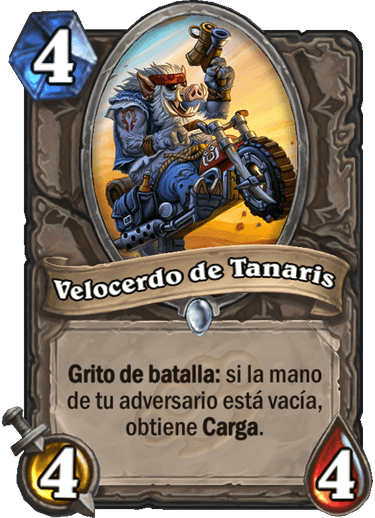 4
Velocerdo de Tanaris
Grito de batalla: si la mano
de tu adversario está vacía,
obtiene Carga.
4
4